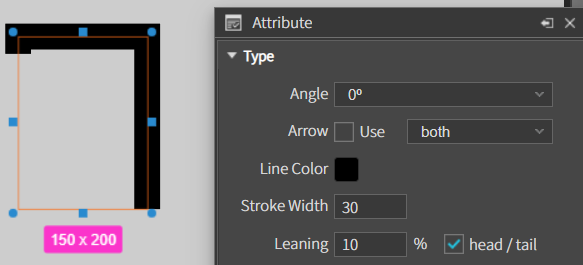 Attribute
Type
Angle 0º
Arrow Use both
Line Color
Stroke Width 30
Leaning 10 % head / tail
150 x 200